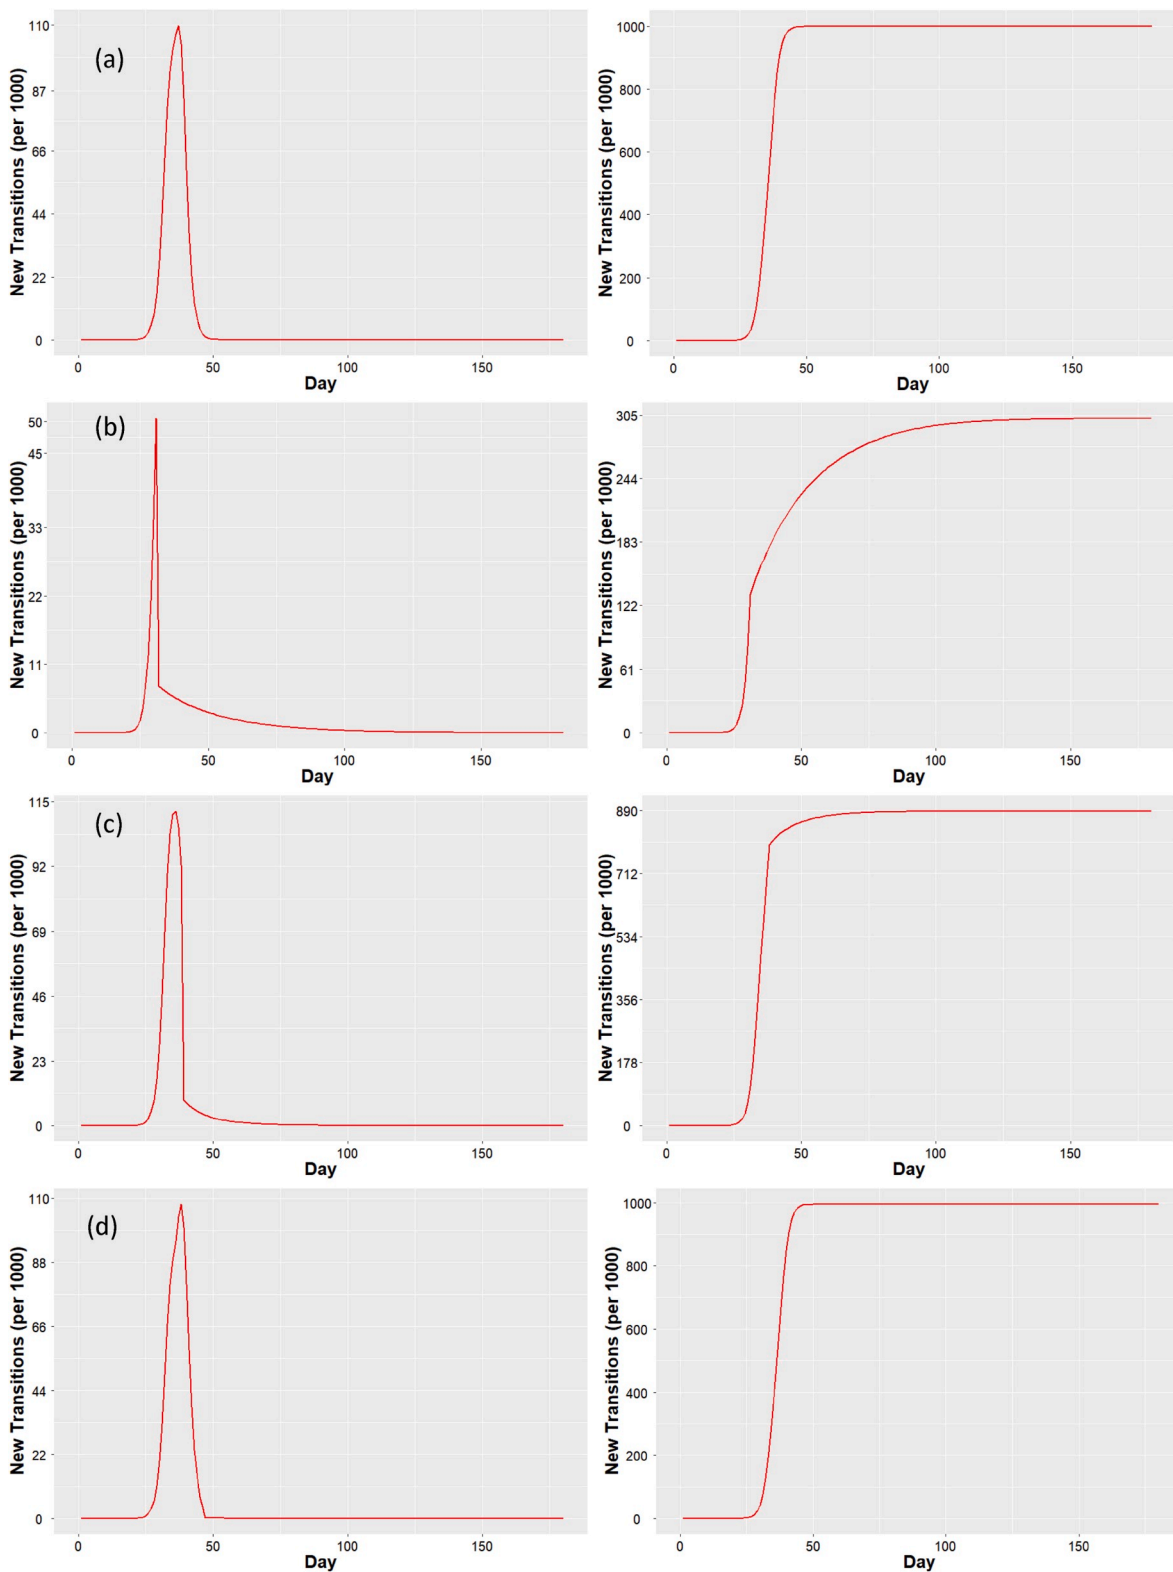 (a)
New Transitions (per 1000)
110
87
66
44
22
0
0 50 100 150
Day
New Transitions (per 1000)
1000
800
600
400
200
0
0 50 100 150
Day
(b)
New Transitions (per 1000)
50
45
33
22
11
0
0 50 100 150
Day
New Transitions (per 1000)
305
244
183
122
61
0
0 50 100 150
Day
(c)
New Transitions (per 1000)
115
92
69
46
23
0
0 50 100 150
Day
New Transitions (per 1000)
890
712
534
356
178
0
0 50 100 150
Day
(d)
New Transitions (per 1000)
110
88
66
44
22
0
0 50 100 150
Day
New Transitions (per 1000)
1000
800
600
400
200
0
0 50 100 150
Day